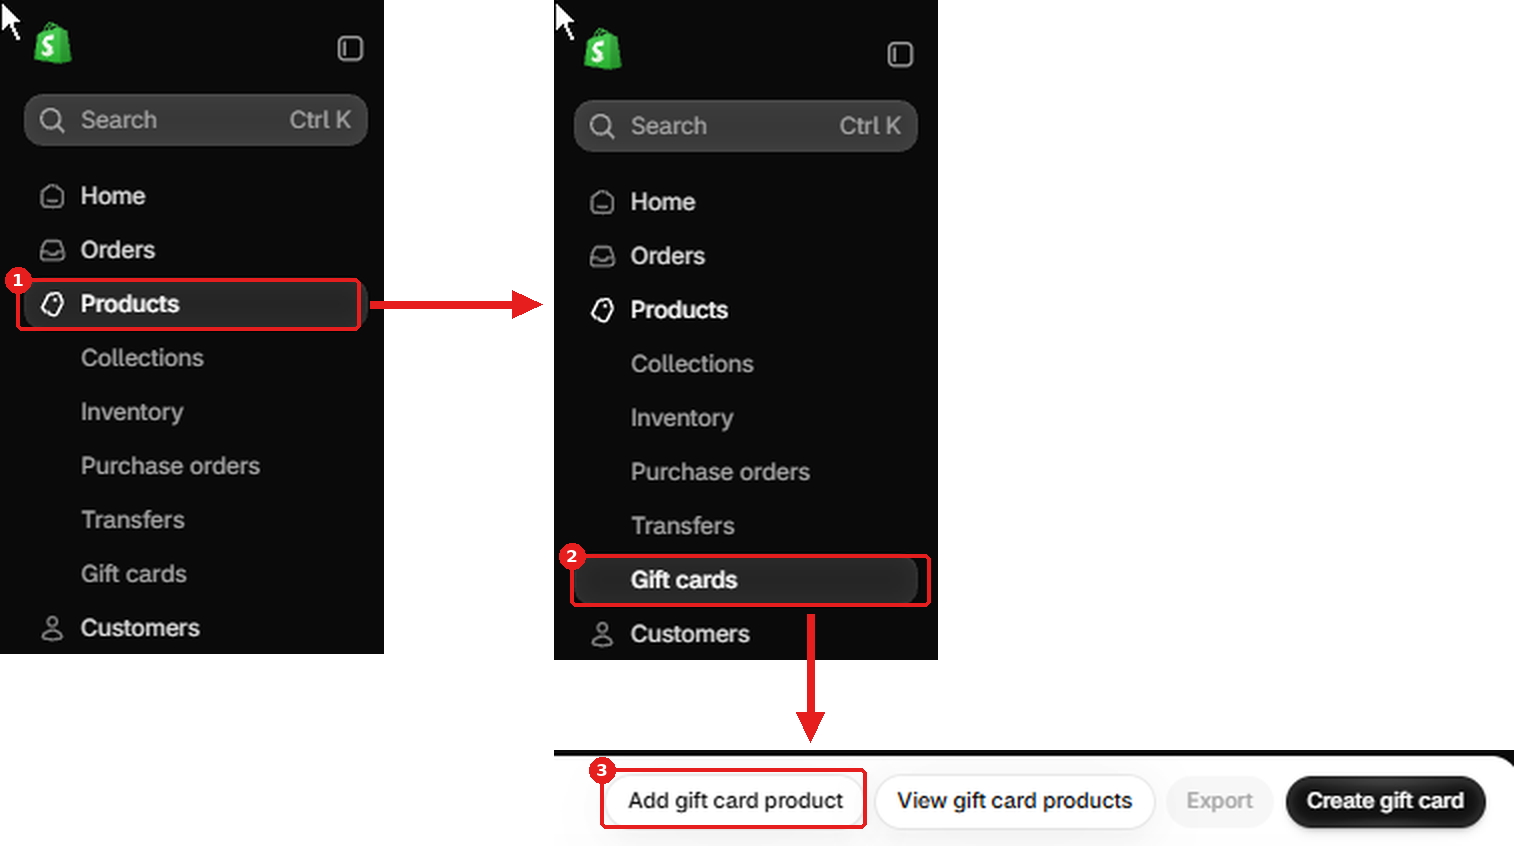 Search Ctrl K
Home
Orders
1
Products
Collections
Inventory
Purchase orders
Transfers
Gift cards
Customers
Search Ctrl K
Home
Orders
Products
Collections
Inventory
Purchase orders
Transfers
2
Gift cards
Customers
3
Add gift card product View gift card products Export Create gift card